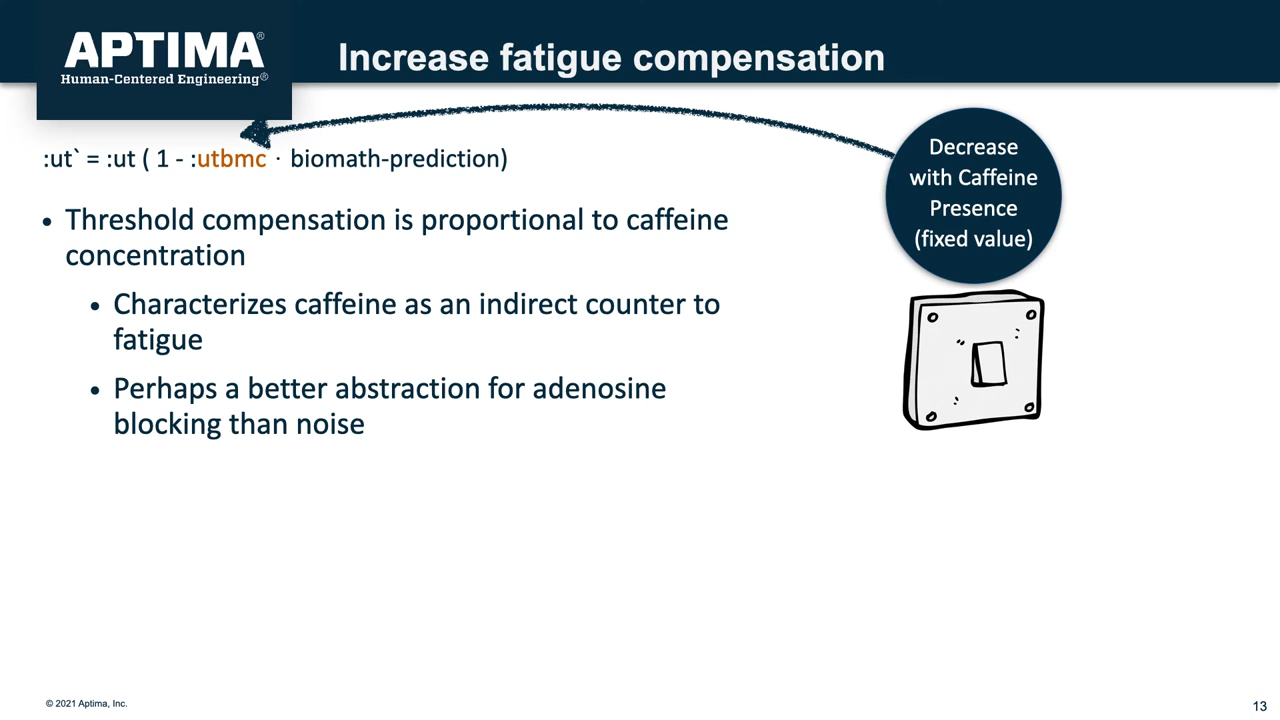 APTIMA®
Human-Centered Engineering®
Increase fatigue compensation
:ut` = :ut ( 1 - :utbmc · biomath-prediction)
Decrease
with Caffeine
Presence
(fixed value)
• Threshold compensation is proportional to caffeine
concentration
• Characterizes caffeine as an indirect counter to
fatigue
• Perhaps a better abstraction for adenosine
blocking than noise
© 2021 Aptima, Inc.
13